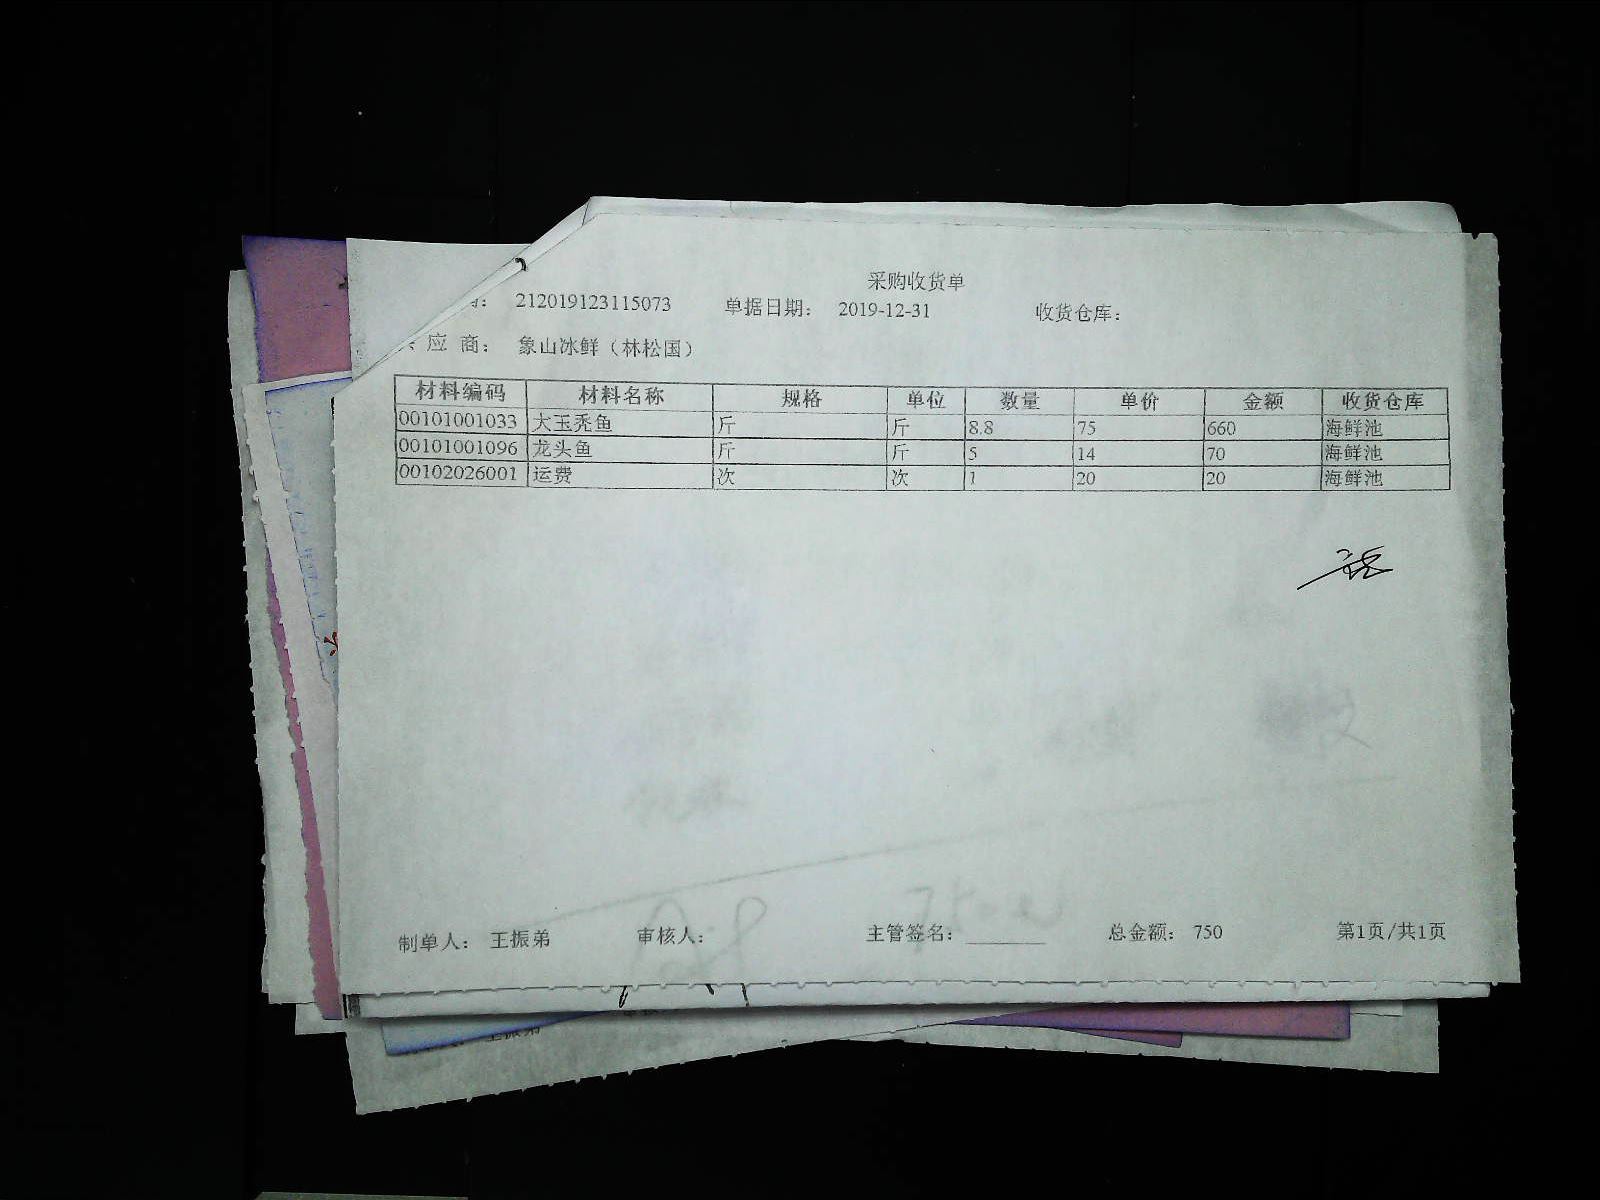 采购收货单
212019123115073 单据日期： 2019-12-31 收货仓库：
应 商： 象山冰鲜（林松国）
材料编码 材料名称 规格 单位 数量 单价 金额 收货仓库
00101001033 大玉秃鱼 斤 斤 8.8 75 660 海鲜池
00101001096 龙头鱼 斤 斤 5 14 70 海鲜池
00102026001 运费 次 次 1 20 20 海鲜池
制单人： 王振弟 审核人： 主管签名： 总金额： 750 第1页/共1页